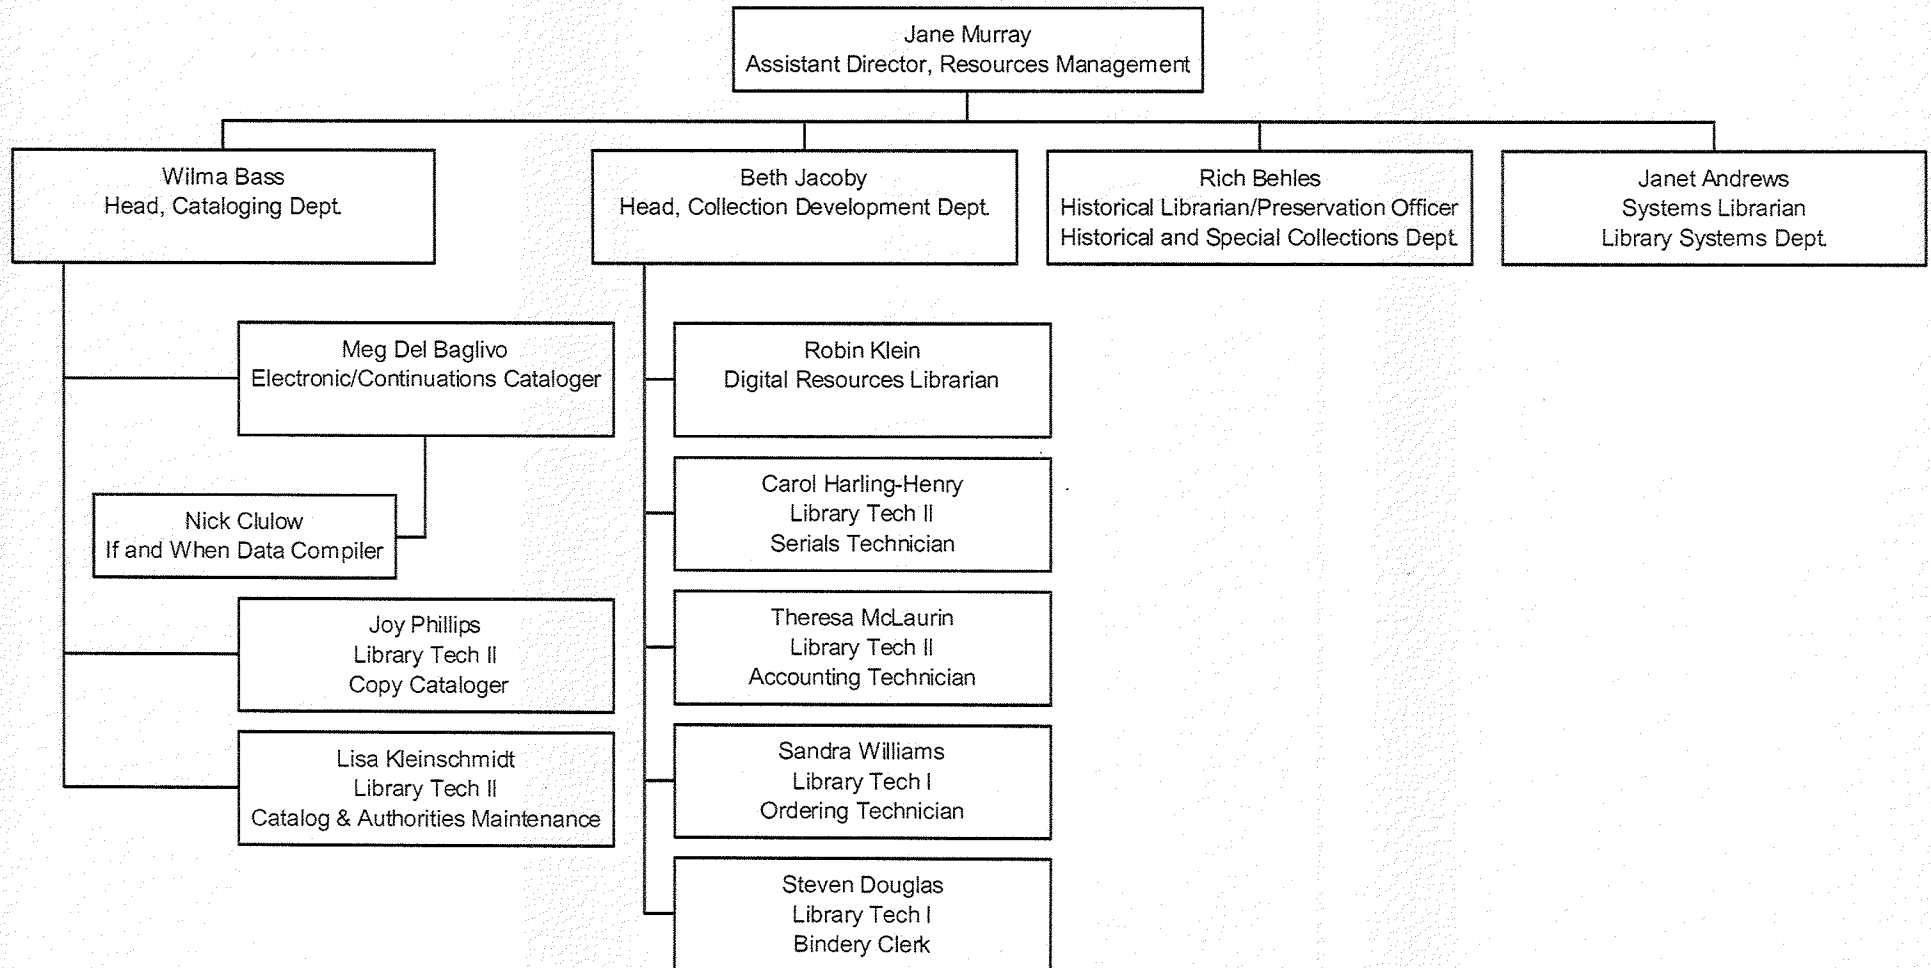 Jane Murray
Assistant Director, Resources Management
Wilma Bass
Head, Cataloging Dept.
Beth Jacoby
Head, Collection Development Dept.
Rich Behles
Historical Librarian/Preservation Officer
Historical and Special Collections Dept.
Janet Andrews
Systems Librarian
Library Systems Dept.
Meg Del Baglivo
Electronic/Continuations Cataloger
Nick Clulow
If and When Data Compiler
Joy Phillips
Library Tech II
Copy Cataloger
Lisa Kleinschmidt
Library Tech II
Catalog & Authorities Maintenance
Robin Klein
Digital Resources Librarian
Carol Harling-Henry
Library Tech II
Serials Technician
Theresa McLaurin
Library Tech II
Accounting Technician
Sandra Williams
Library Tech I
Ordering Technician
Steven Douglas
Library Tech I
Bindery Clerk